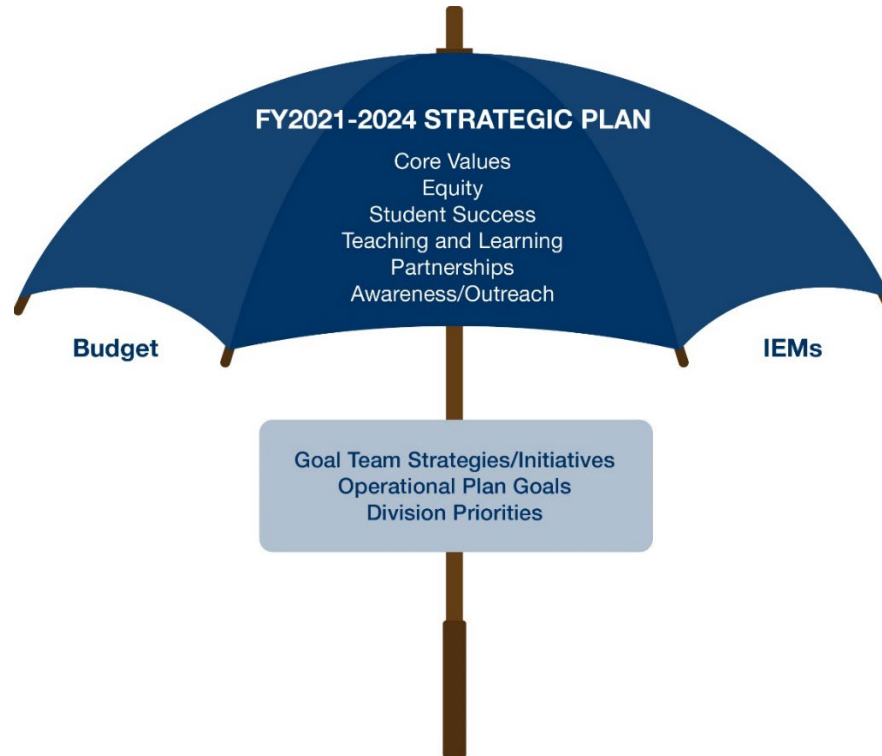 FY2021-2024 STRATEGIC PLAN
Core Values
Equity
Student Success
Teaching and Learning
Partnerships
Awareness/Outreach
Budget
IEMs
Goal Team Strategies/Initiatives
Operational Plan Goals
Division Priorities